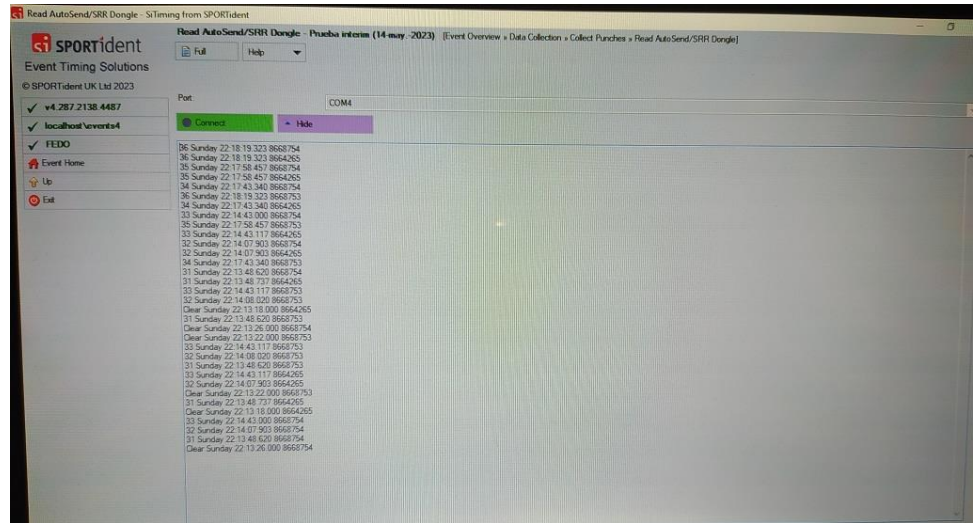 Read AutoSend/SRR Dongle - SiTiming from SPORTident
SPORTident
Event Timing Solutions
© SPORTident UK Ltd 2023
v4.287.2138.4487
localhost\events4
FEDO
Event Home
Up
Exit
Read AutoSend/SRR Dongle - Prueba interim (14-may.-2023) [Event Overview » Data Collection » Collect Punches » Read AutoSend/SRR Dongle]
Full Help
Port COM4
Connect Hide
36 Sunday 22:18:19.323 8668754
36 Sunday 22:18:19.323 8664265
35 Sunday 22:17:58.457 8668754
35 Sunday 22:17:58.457 8664265
34 Sunday 22:17:43.340 8668754
36 Sunday 22:18:19.323 8668753
34 Sunday 22:17:43.340 8664265
33 Sunday 22:14:43.000 8668754
35 Sunday 22:17:58.457 8668753
33 Sunday 22:14:43.117 8664265
32 Sunday 22:14:07.903 8668754
32 Sunday 22:14:07.903 8664265
34 Sunday 22:17:43.340 8668753
31 Sunday 22:13:48.620 8668754
31 Sunday 22:13:48.737 8664265
33 Sunday 22:14:43.117 8668753
32 Sunday 22:14:08.020 8668753
Clear Sunday 22:13:18.000 8664265
31 Sunday 22:13:48.620 8668753
Clear Sunday 22:13:26.000 8668754
Clear Sunday 22:13:22.000 8668753
33 Sunday 22:14:43.117 8668753
32 Sunday 22:14:08.020 8668753
31 Sunday 22:13:48.620 8668753
33 Sunday 22:14:43.117 8664265
32 Sunday 22:14:07.903 8664265
Clear Sunday 22:13:22.000 8668753
31 Sunday 22:13:48.737 8664265
Clear Sunday 22:13:18.000 8664265
33 Sunday 22:14:43.000 8668754
32 Sunday 22:14:07.903 8668754
31 Sunday 22:13:48.620 8668754
Clear Sunday 22:13:26.000 8668754